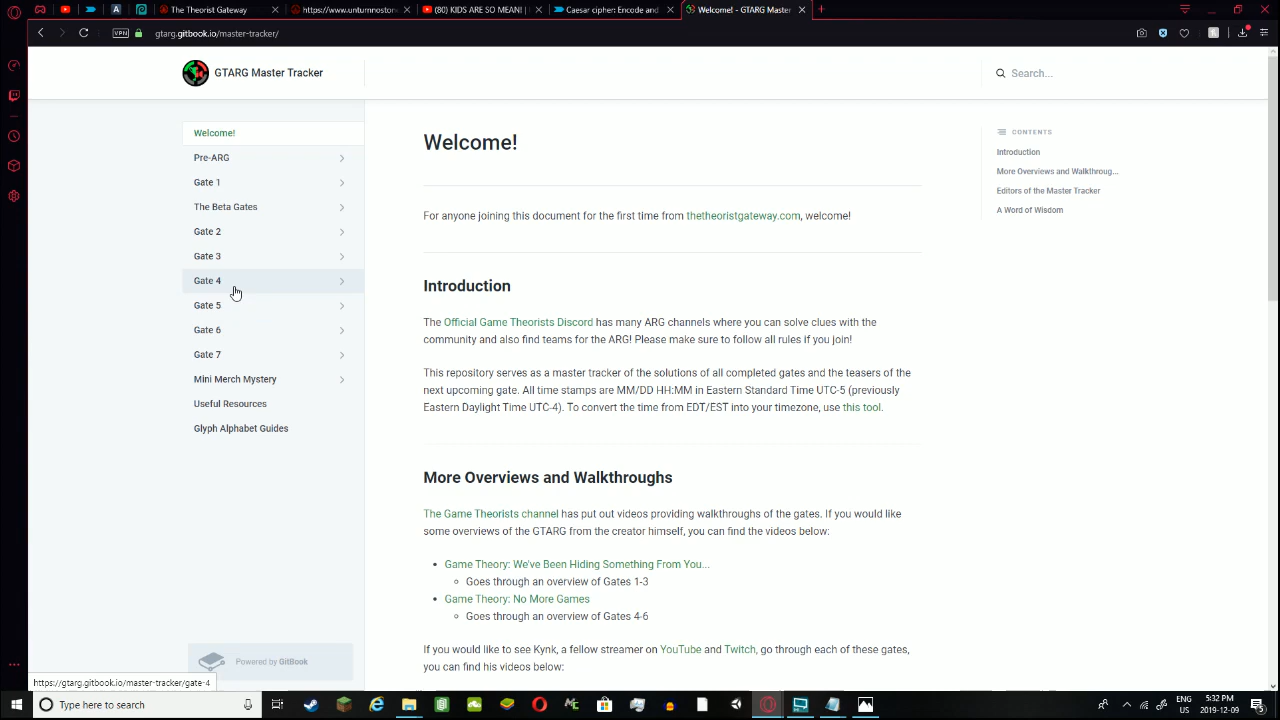 The Theorist Gateway
https://www.untumnostor
(80) KIDS ARE SO MEAN! |
Caesar cipher: Encode and
Welcome! - GTARG Master
VPN
gtarg.gitbook.io/master-tracker/
GTARG Master Tracker
Search...
Welcome!
Pre-ARG
Gate 1
The Beta Gates
Gate 2
Gate 3
Gate 4
Gate 5
Gate 6
Gate 7
Mini Merch Mystery
Useful Resources
Glyph Alphabet Guides
Powered by GitBook
https://gtarg.gitbook.io/master-tracker/gate-4
Welcome!
For anyone joining this document for the first time from thetheoristgateway.com, welcome!
Introduction
The Official Game Theorists Discord has many ARG channels where you can solve clues with the
community and also find teams for the ARG! Please make sure to follow all rules if you join!
This repository serves as a master tracker of the solutions of all completed gates and the teasers of the
next upcoming gate. All time stamps are MM/DD HH:MM in Eastern Standard Time UTC-5 (previously
Eastern Daylight Time UTC-4). To convert the time from EDT/EST into your timezone, use this tool.
More Overviews and Walkthroughs
The Game Theorists channel has put out videos providing walkthroughs of the gates. If you would like
some overviews of the GTARG from the creator himself, you can find the videos below:
Game Theory: We've Been Hiding Something From You...
Goes through an overview of Gates 1-3
Game Theory: No More Games
Goes through an overview of Gates 4-6
If you would like to see Kynk, a fellow streamer on YouTube and Twitch, go through each of these gates,
you can find his videos below:
CONTENTS
Introduction
More Overviews and Walkthroug...
Editors of the Master Tracker
A Word of Wisdom
Type here to search
ENG
5:32 PM
2019-12-09